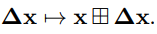 𝚫𝐱 ↦ 𝐱 ⊞ 𝚫𝐱.